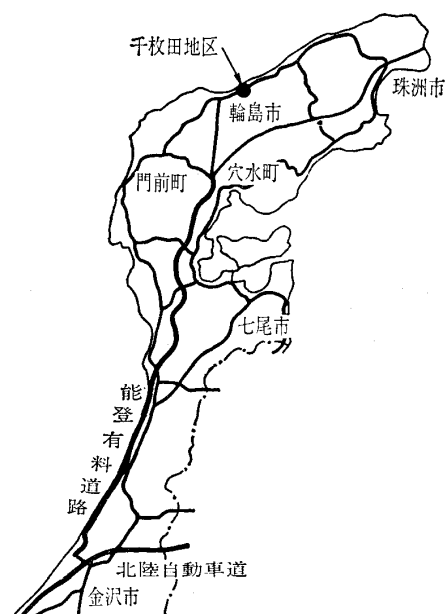 千枚田地区
珠洲市
輪島市
穴水町
門前町
七尾市
能登有料道路
北陸自動車道
金沢市